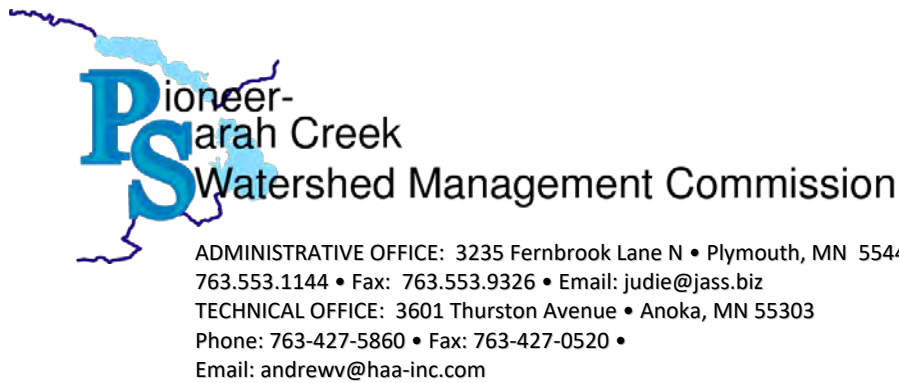 Pioneer-
Sarah Creek
Watershed Management Commission
ADMINISTRATIVE OFFICE: 3235 Fernbrook Lane N • Plymouth, MN 5544
763.553.1144 • Fax: 763.553.9326 • Email: judie@jass.biz
TECHNICAL OFFICE: 3601 Thurston Avenue • Anoka, MN 55303
Phone: 763-427-5860 • Fax: 763-427-0520 •
Email: andrewv@haa-inc.com